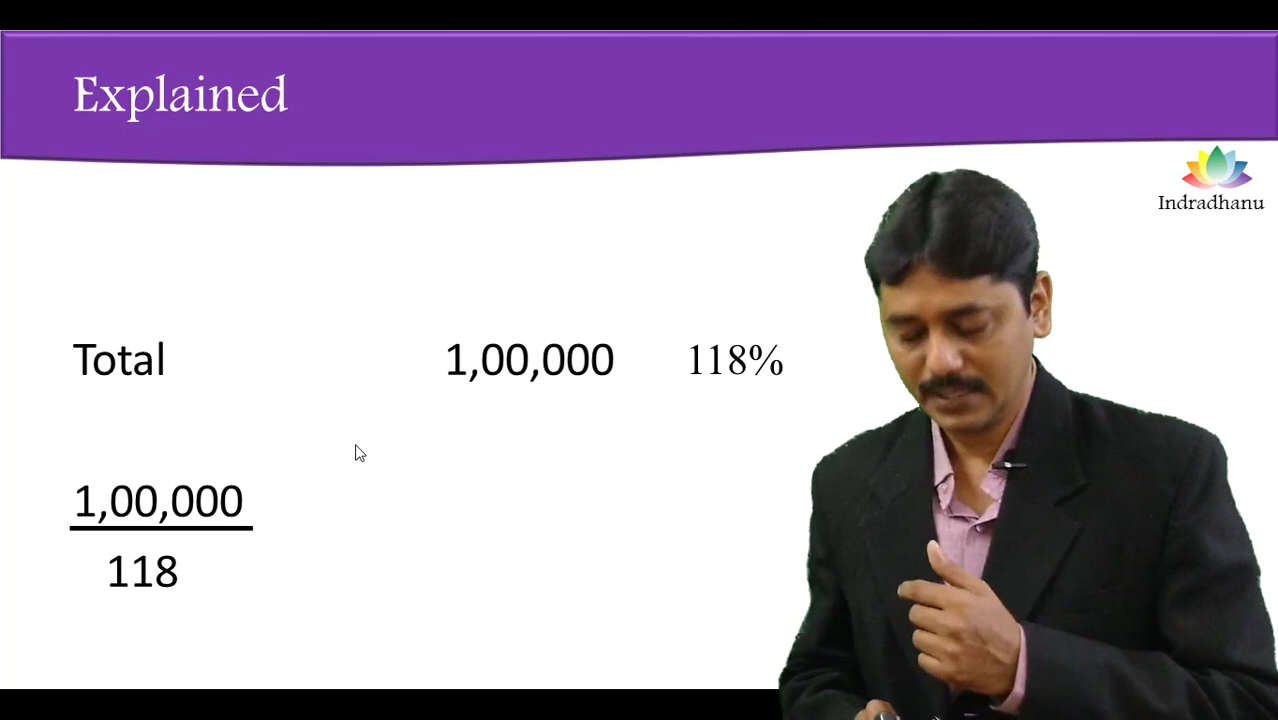 Explained
Indradhanu
Total 1,00,000 118%
1,00,000
118